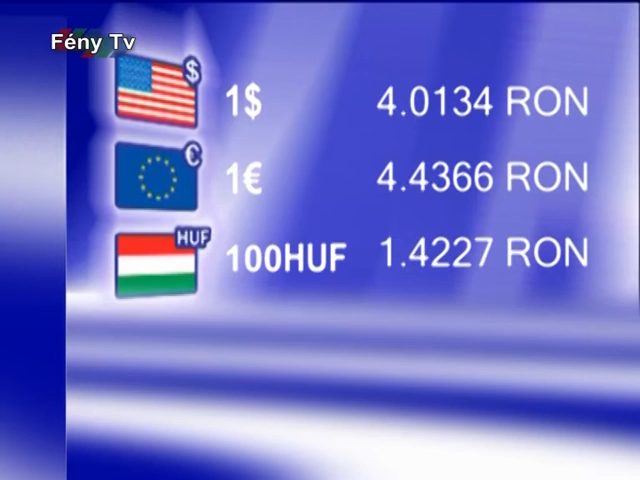 Fény Tv
$
1$ 4.0134 RON
€
1€ 4.4366 RON
HUF
100HUF 1.4227 RON